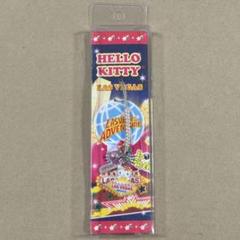 HELLO
KITTY
LAS VEGAS
ADVENTURE
LAS VEGAS